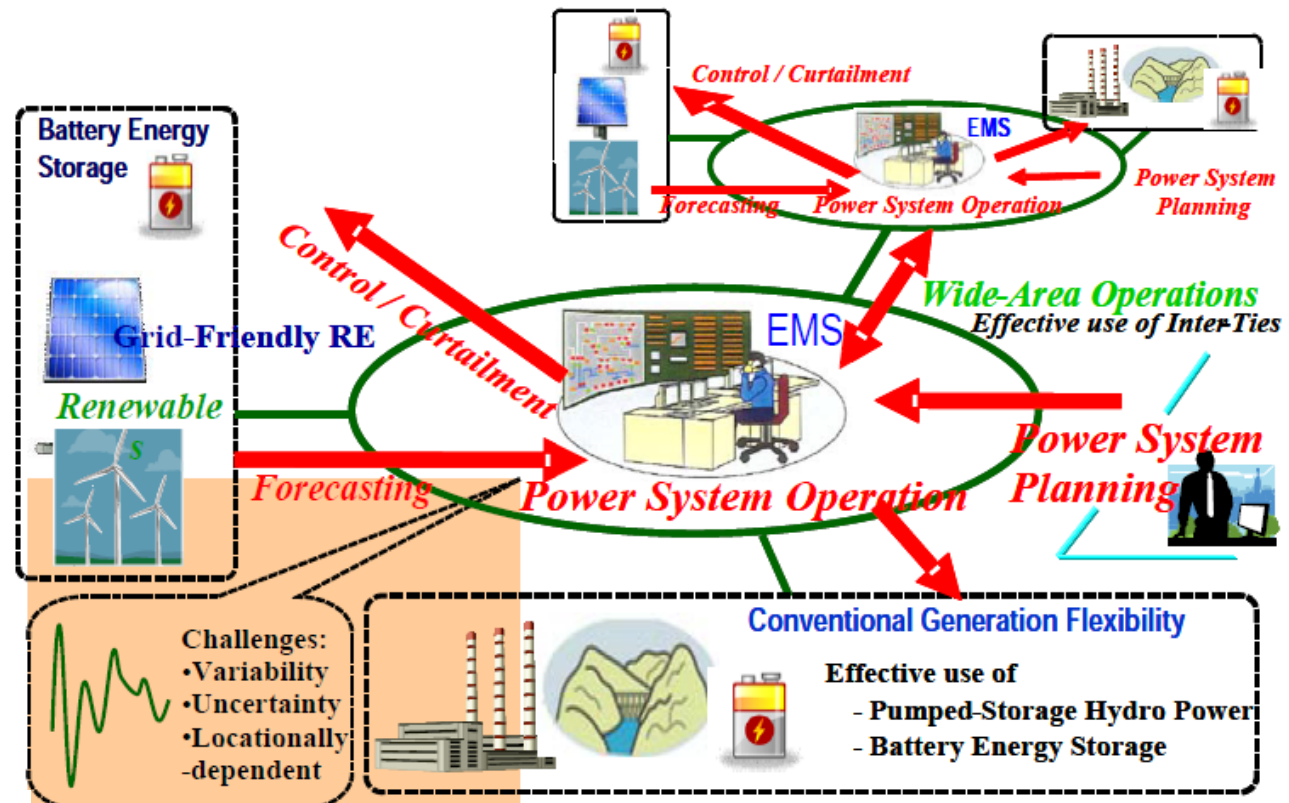 Control / Curtailment
EMS
Forecasting
Power System Operation
Power System
Planning
Battery Energy
Storage
Control / Curtailment
Grid-Friendly RE
Renewable
s
EMS
Wide-Area Operations
Effective use of Inter-Ties
Forecasting
Power System Operation
Power System
Planning
Challenges:
•Variability
•Uncertainty
•Locationally
-dependent
Conventional Generation Flexibility
Effective use of
- Pumped-Storage Hydro Power
- Battery Energy Storage